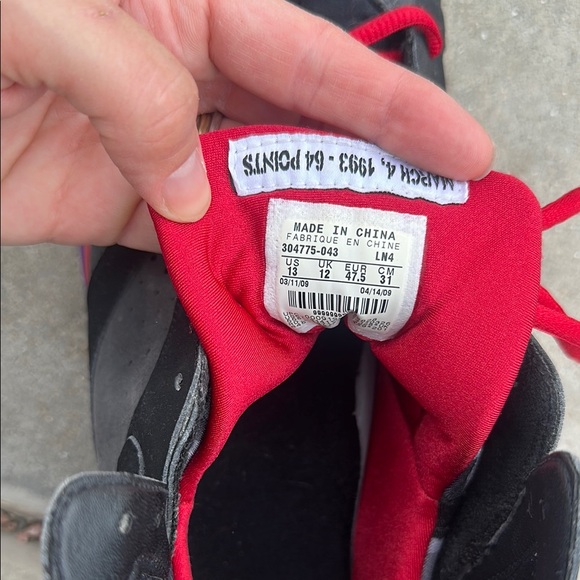 MARCH 4, 1993 - 64 POINTS
MADE IN CHINA
FABRIQUE EN CHINE
304775-043 LN4
US UK EUR CM
13 12 47.5 31
03/11/09 04/14/09